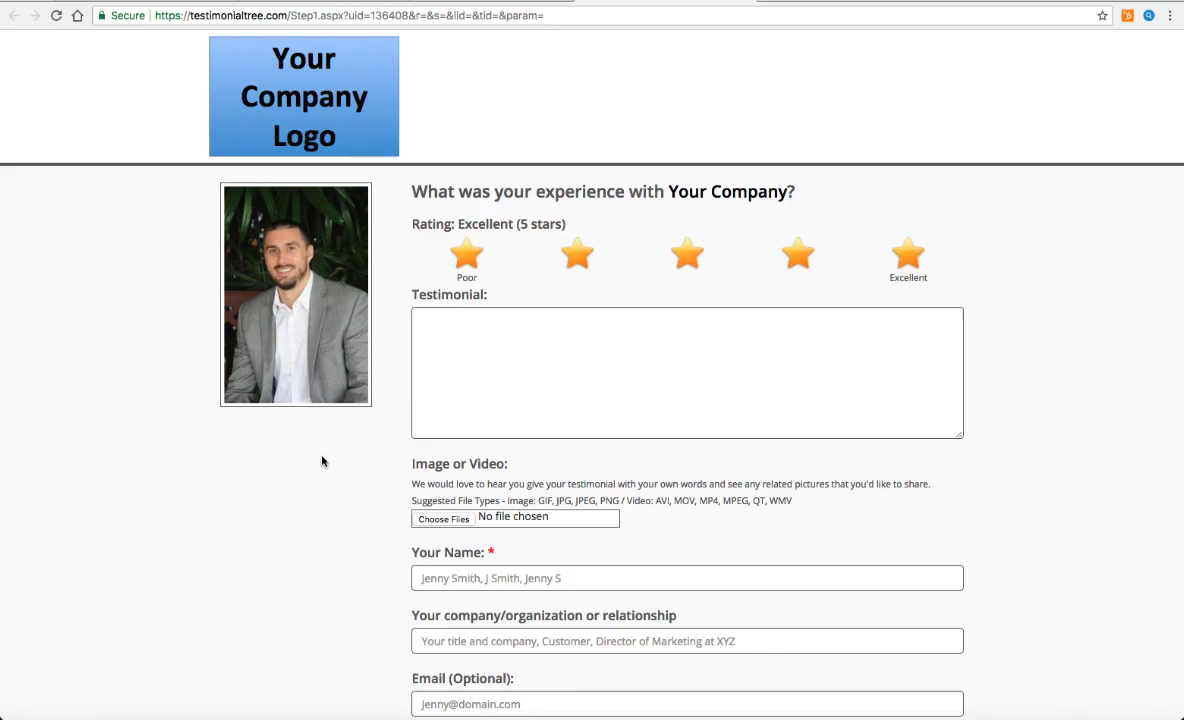 Secure
https://testimonialtree.com/Step1.aspx?uid=136408&r=&s=&lid=&tid=&param=
Your
Company
Logo
What was your experience with Your Company?
Rating: Excellent (5 stars)
Poor
Excellent
Testimonial:
Image or Video:
We would love to hear you give your testimonial with your own words and see any related pictures that you'd like to share.
Suggested File Types - Image: GIF, JPG, JPEG, PNG / Video: AVI, MOV, MP4, MPEG, QT, WMV
Choose Files No file chosen
Your Name: *
Jenny Smith, J Smith, Jenny S
Your company/organization or relationship
Your title and company, Customer, Director of Marketing at XYZ
Email (Optional):
Jenny@domain.com